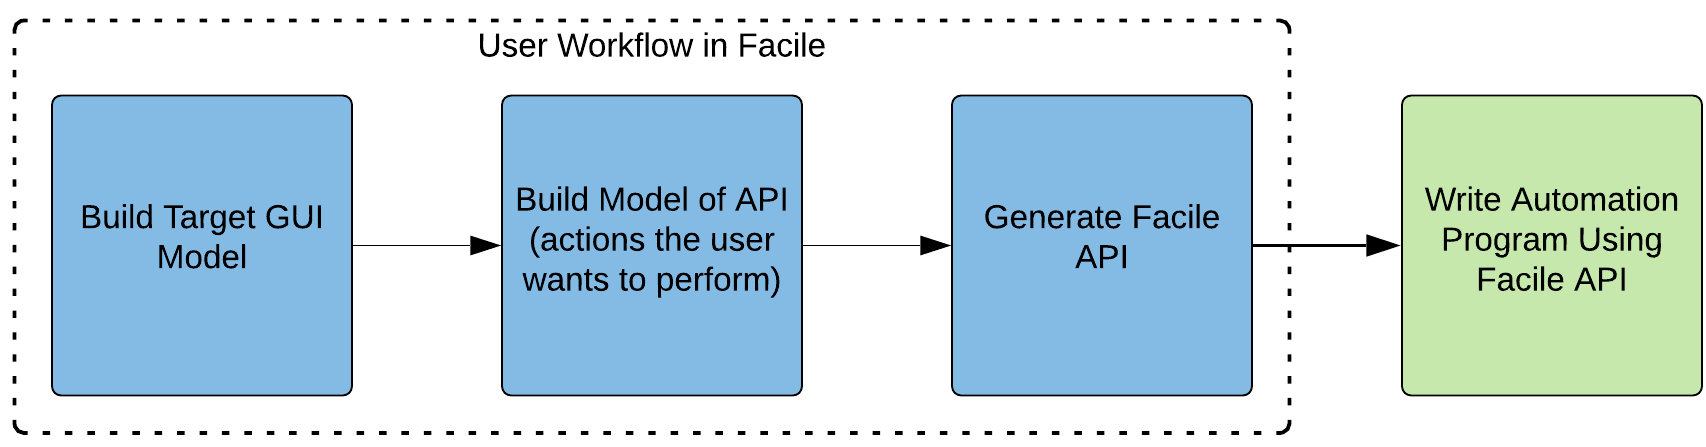 User Workflow in Facile
Build Target GUI
Model
Build Model of API
(actions the user
wants to perform)
Generate Facile
API
Write Automation
Program Using
Facile API